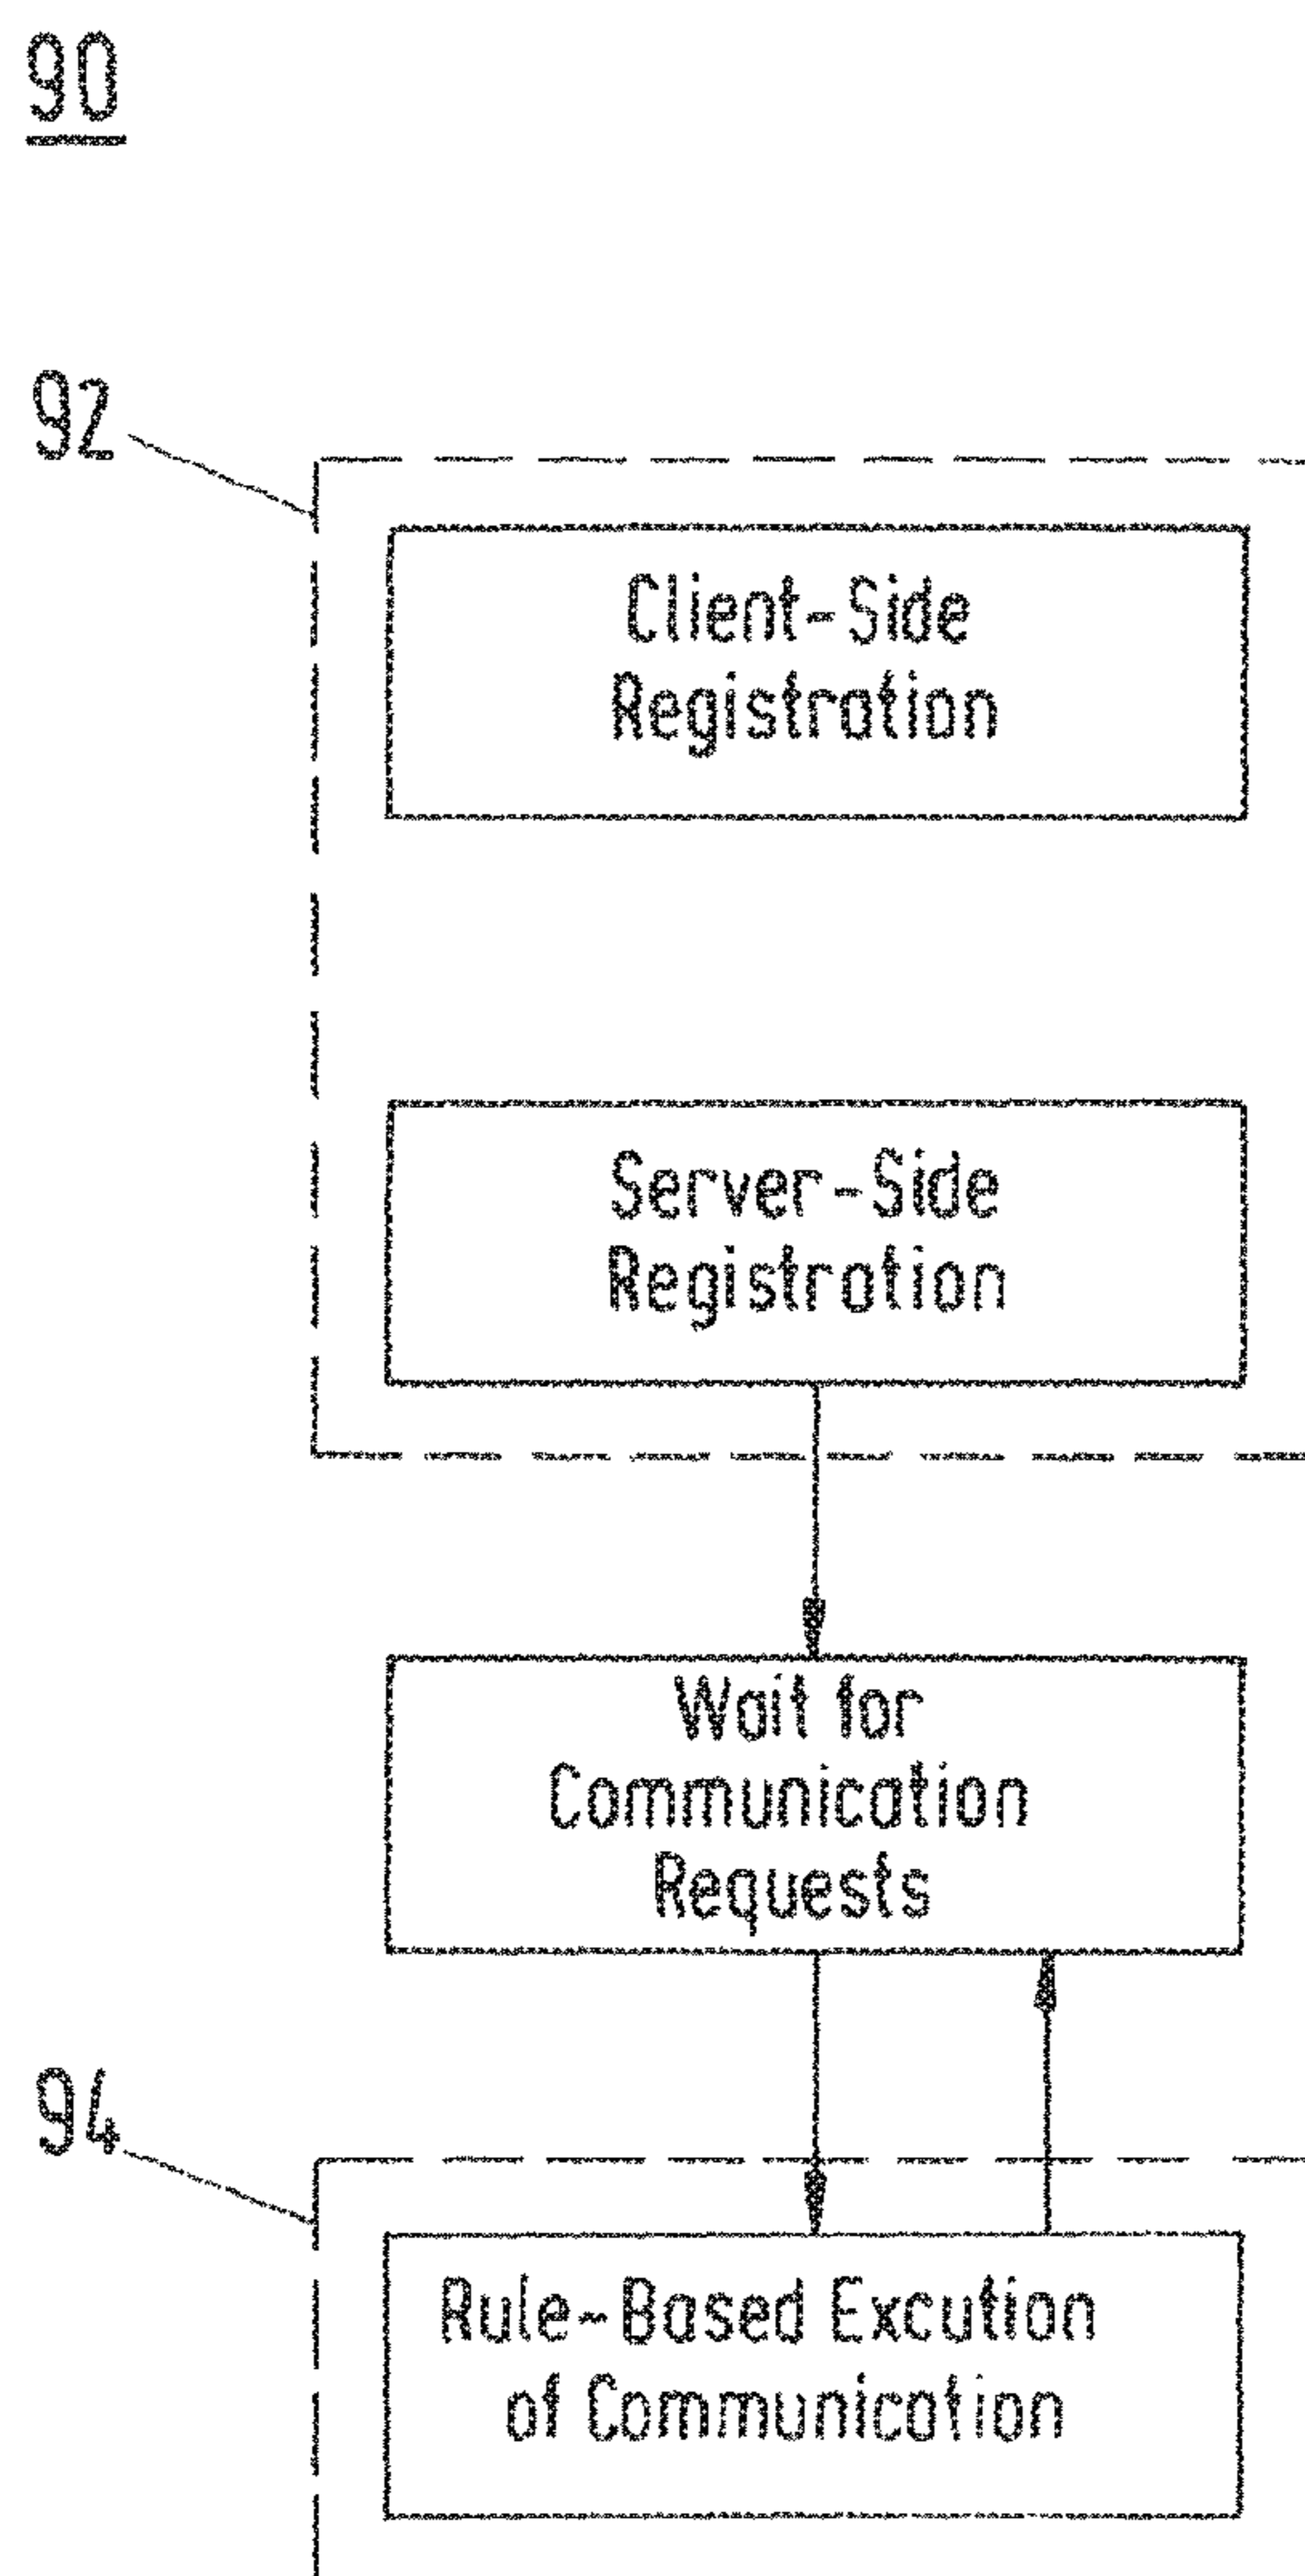 90
92
Client-Side
Registration
Server-Side
Registration
Wait for
Communication
Requests
94
Rule-Based Excution
of Communication